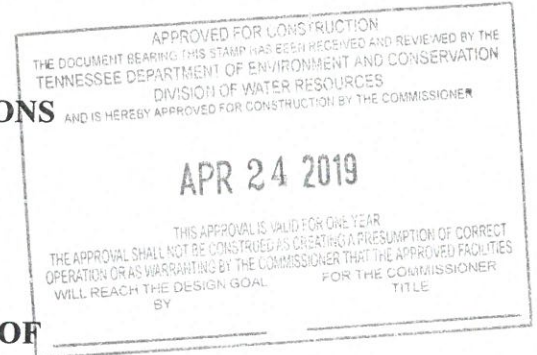 APPROVED FOR CONSTRUCTION
THE DOCUMENT BEARING THIS STAMP HAS BEEN RECEIVED AND REVIEWED BY THE
TENNESSEE DEPARTMENT OF ENVIRONMENT AND CONSERVATION
DIVISION OF WATER RESOURCES
ONS
AND IS HEREBY APPROVED FOR CONSTRUCTION BY THE COMMISSIONER
APR 24 2019
THIS APPROVAL IS VALID FOR ONE YEAR
THE APPROVAL SHALL NOT BE CONSTRUED AS CREATING A PRESUMPTION OF CORRECT
OPERATION OR AS WARRANTING BY THE COMMISSIONER THAT THE APPROVED FACILITIES
WILL REACH THE DESIGN GOAL FOR THE COMMISSIONER
BY TITLE
OF